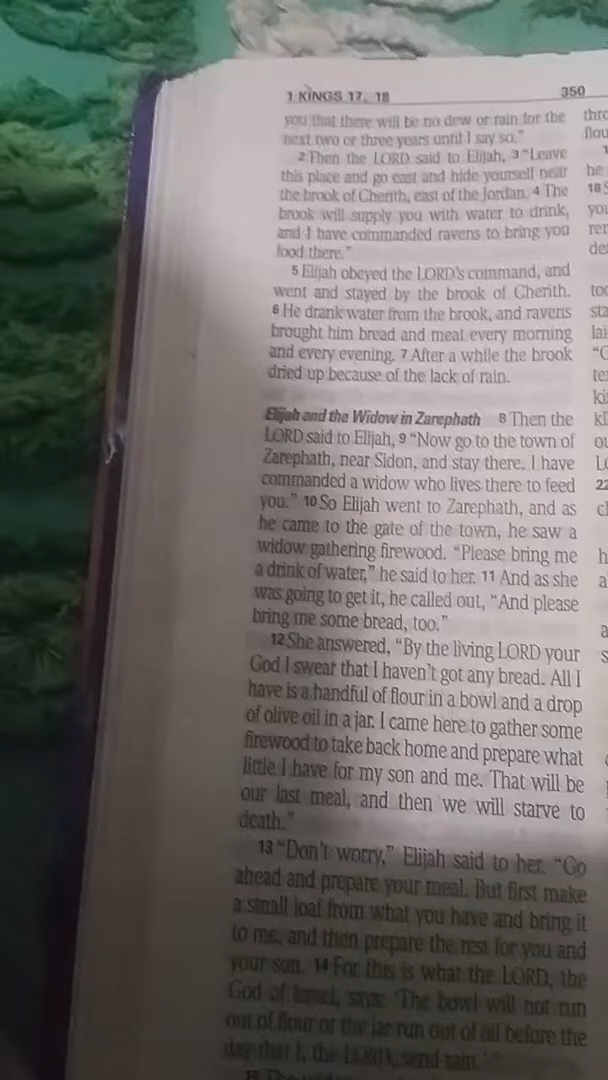 1 KINGS 17, 18 350
you that there will be no dew or rain for the
next two or three years until I say so."
2 Then the LORD said to Elijah, 3 "Leave
this place and go east and hide yourself near
the brook of Cherith, east of the Jordan. 4 The
brook will supply you with water to drink,
and I have commanded ravens to bring you
food there."
5 Elijah obeyed the LORD's command, and
went and stayed by the brook of Cherith.
6 He drank water from the brook, and ravens
brought him bread and meat every morning
and every evening. 7 After a while the brook
dried up because of the lack of rain.
Elijah and the Widow in Zarephath 8 Then the
LORD said to Elijah, 9 "Now go to the town of
Zarephath, near Sidon, and stay there. I have
commanded a widow who lives there to feed
you." 10 So Elijah went to Zarephath, and as
he came to the gate of the town, he saw a
widow gathering firewood. "Please bring me
a drink of water," he said to her. 11 And as she
was going to get it, he called out, "And please
bring me some bread, too."
12 She answered, "By the living LORD your
God I swear that I haven't got any bread. All I
have is a handful of flour in a bowl and a drop
of olive oil in a jar. I came here to gather some
firewood to take back home and prepare what
little I have for my son and me. That will be
our last meal, and then we will starve to
death."
13 "Don't worry," Elijah said to her. "Go
ahead and prepare your meal. But first make
a small loaf from what you have and bring it
to me, and then prepare the rest for you and
your son. 14 For this is what the LORD, the
God of Israel, says: 'The bowl will not run
out of flour or the jar run out of oil before the
day that I, the LORD, send rain.' "